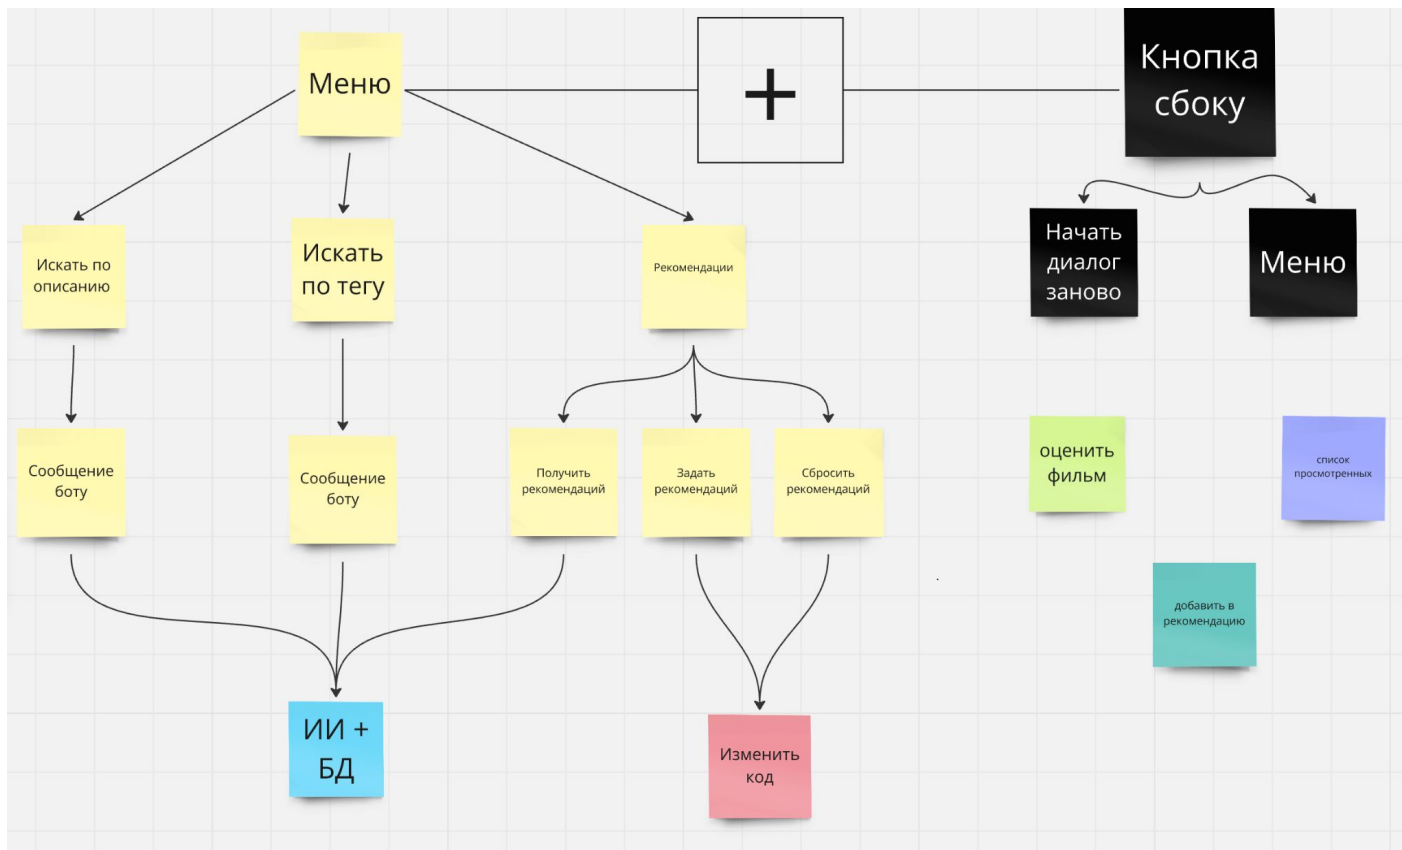 Меню
+
Кнопка
сбоку
Искать по
описанию
Искать
по тегу
Рекомендации
Начать
диалог
заново
Меню
Сообщение
боту
Сообщение
боту
Получить
рекомендаций
Задать
рекомендаций
Сбросить
рекомендаций
оценить
фильм
список
просмотренных
добавить в
рекомендацию
ИИ +
БД
Изменить
код